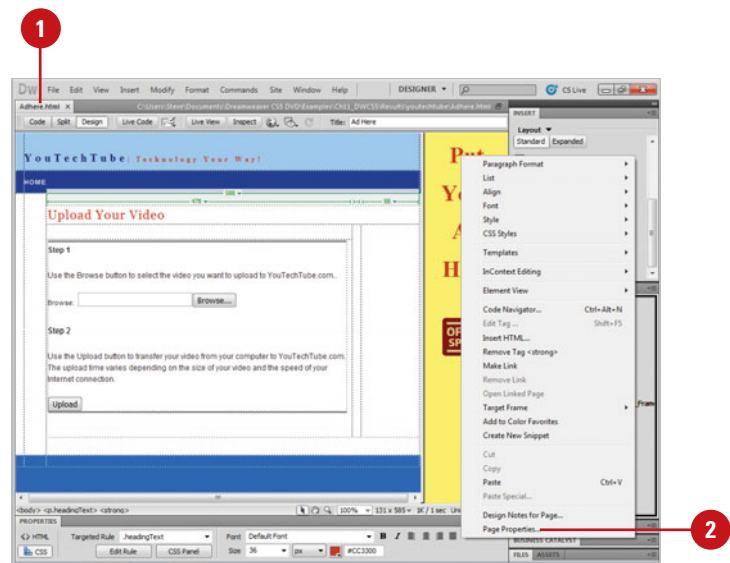 1
DW File Edit View Insert Modify Format Commands Site Window Help DESIGNER CS Live
Adhere.html × C:\Users\Steve\Documents\Dreamweaver CS5 DVD\Examples\Ch11_DWCS5\Results\youtechtube\Adhere.html
Code Split Design Live Code Live View Inspect Title: Ad Here
INSERT
Layout
Standard Expanded
YouTechTube| Technology Your Way!
HOME
Put
Upload Your Video
Step 1
Use the Browse button to select the video you want to upload to YouTechTube.com..
Browse: Browse...
Step 2
Use the Upload button to transfer your video from your computer to YouTechTube.com.
The upload time varies depending on the size of your video and the speed of your
Internet connection.
Upload
Y
A
H
OP
SP
Paragraph Format
List
Align
Font
Style
CSS Styles
Templates
InContext Editing
Element View
Code Navigator... Ctrl+Alt+N
Edit Tag... Shift+F5
Insert HTML...
Remove Tag <strong>
Make Link
Remove Link
Open Linked Page
Target Frame
Add to Color Favorites
Create New Snippet
Cut
Copy
Paste Ctrl+V
Paste Special...
Design Notes for Page...
Page Properties...
2
<body> <p.headingText> <strong> 100% 131 x 585 1K / 1 sec
PROPERTIES
<> HTML Targeted Rule .headingText Font Default Font B I
CSS Edit Rule CSS Panel Size 36 px #CC3300
BUSINESS CATALYST
FILES ASSETS